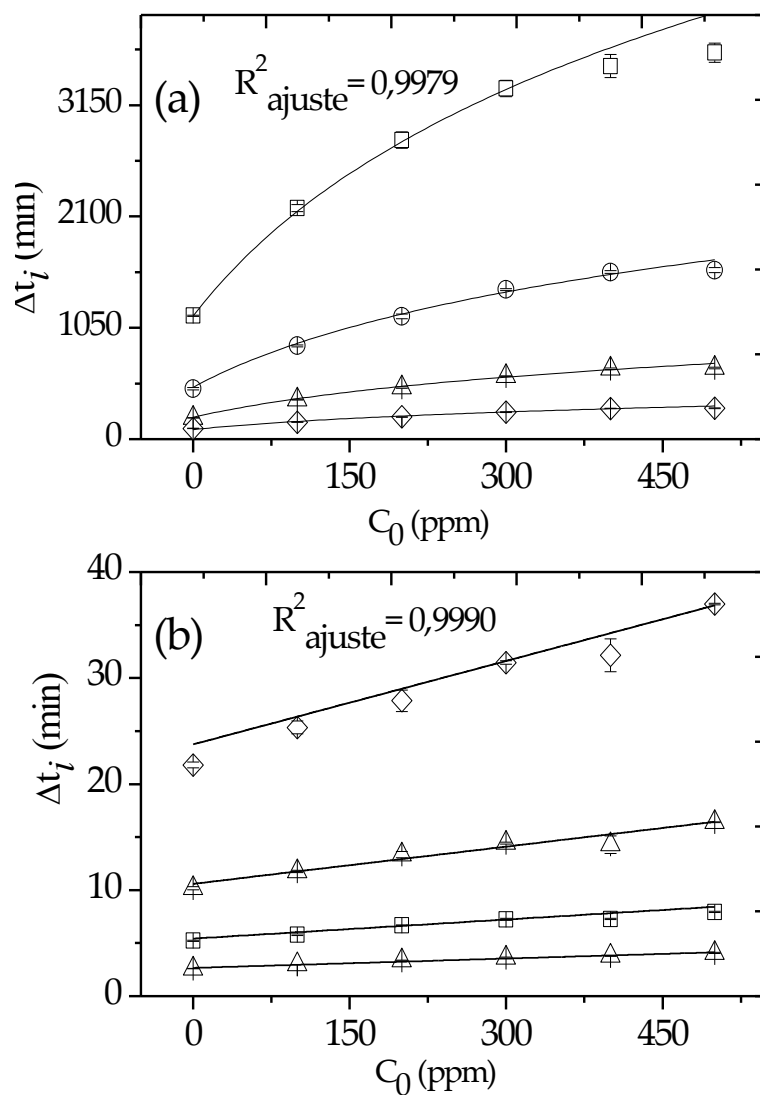 (a)
R²ajuste = 0,9979
3150
2100
1050
0
Δtᵢ (min)
0 150 300 450
C₀ (ppm)
40
(b)
R²ajuste = 0,9990
30
20
10
0
Δtᵢ (min)
0 150 300 450
C₀ (ppm)